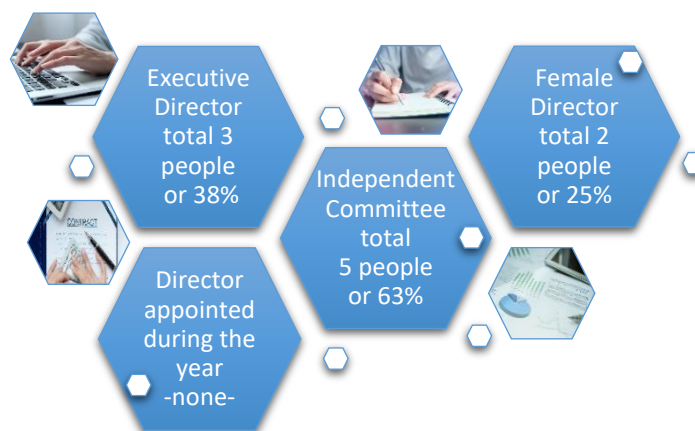 Executive
Director
total 3
people
or 38%
Female
Director
total 2
people
or 25%
Independent
Committee
total
5 people
or 63%
CONTRACT
Director
appointed
during the
year
-none-